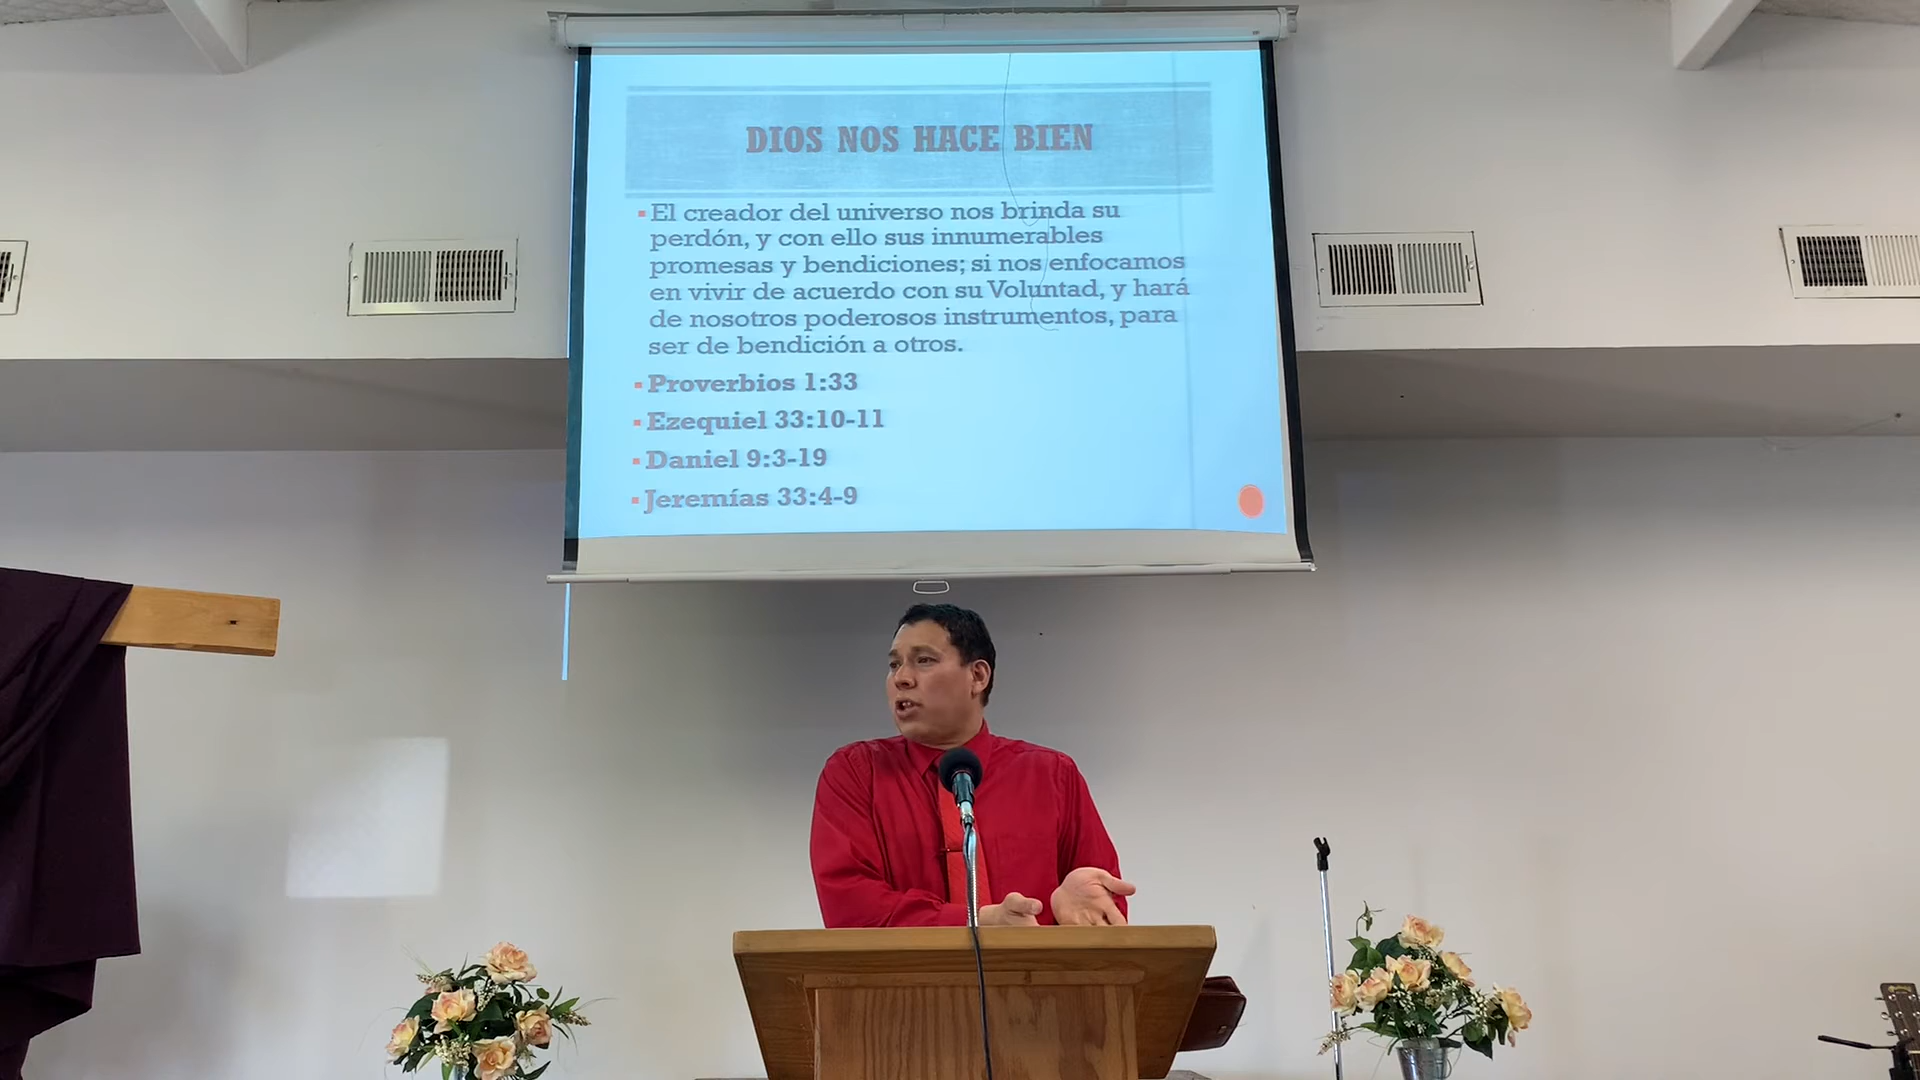 DIOS NOS HACE BIEN
El creador del universo nos brinda su
perdón, y con ello sus innumerables
promesas y bendiciones; si nos enfocamos
en vivir de acuerdo con su Voluntad, y hará
de nosotros poderosos instrumentos, para
ser de bendición a otros.
Proverbios 1:33
Ezequiel 33:10-11
Daniel 9:3-19
Jeremías 33:4-9